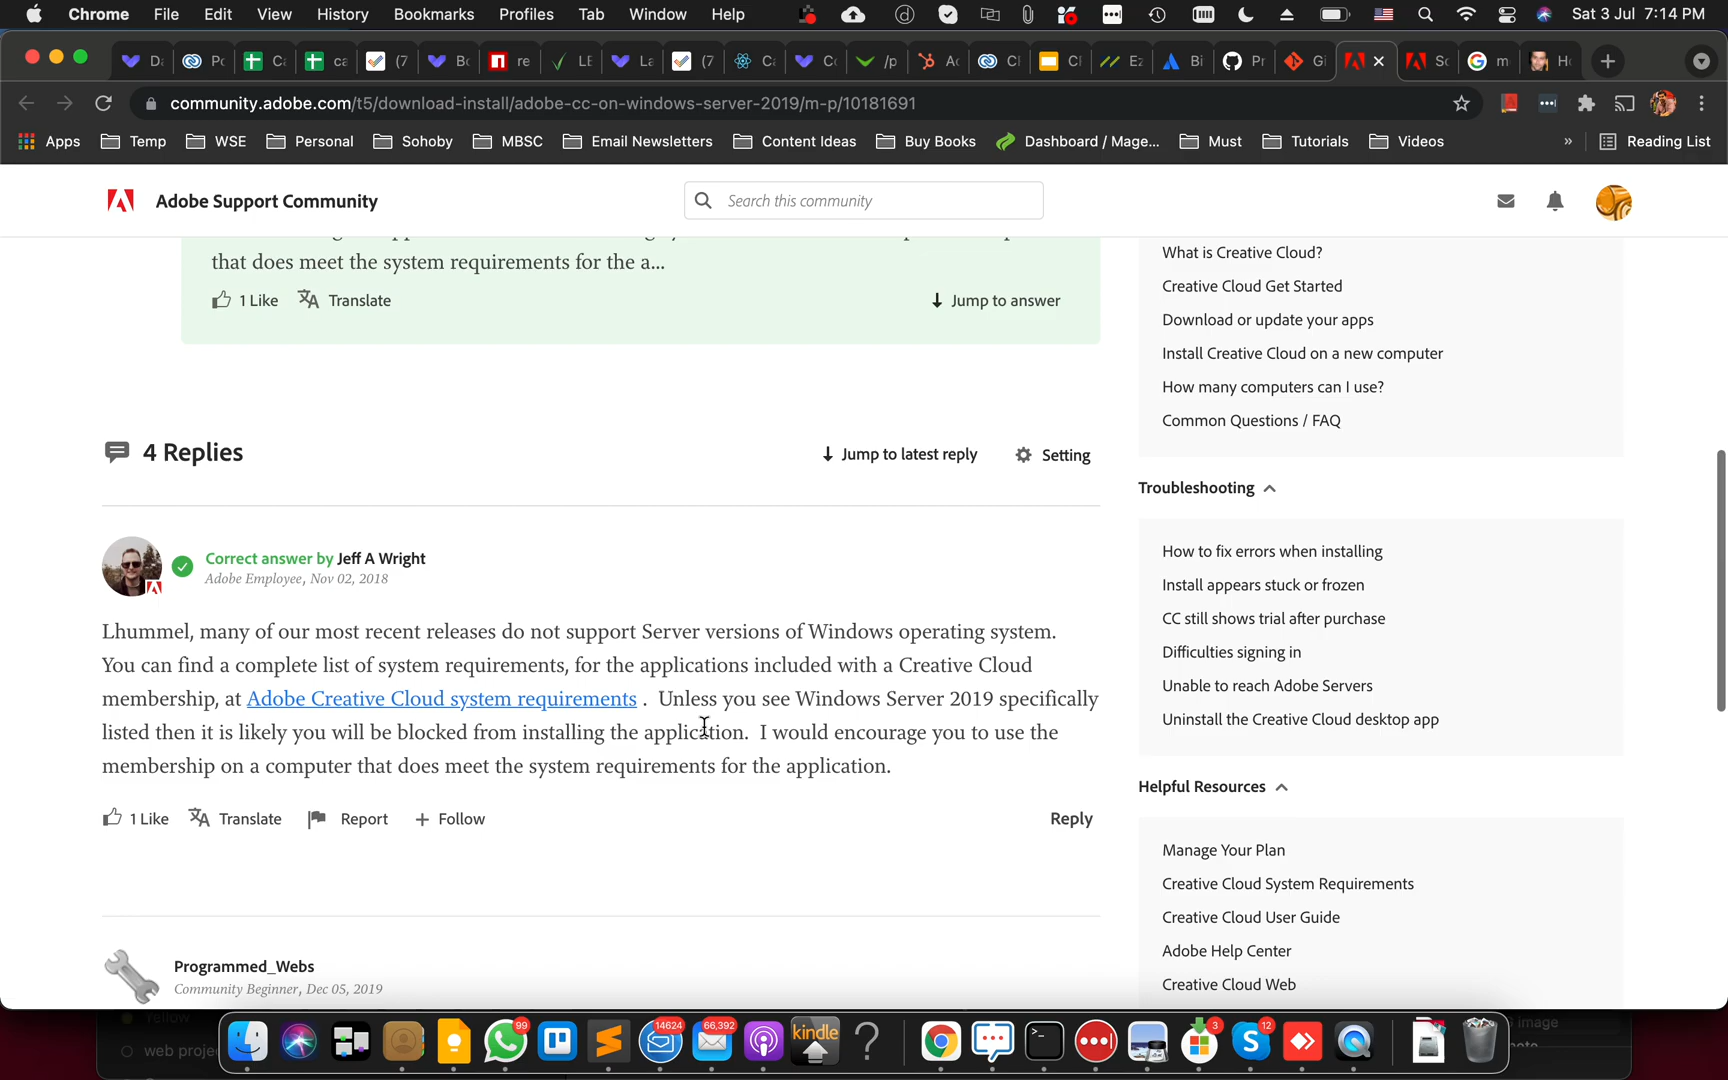 Chrome File Edit View History Bookmarks Profiles Tab Window Help Sat 3 Jul 7:14 PM
community.adobe.com/t5/download-install/adobe-cc-on-windows-server-2019/m-p/10181691
Apps Temp WSE Personal Sohoby MBSC Email Newsletters Content Ideas Buy Books Dashboard / Mage... Must Tutorials Videos » Reading List
Adobe Support Community
Search this community
that does meet the system requirements for the a...
1 Like Translate Jump to answer
4 Replies
Jump to latest reply Setting
Correct answer by Jeff A Wright
Adobe Employee, Nov 02, 2018
Lhummel, many of our most recent releases do not support Server versions of Windows operating system.
You can find a complete list of system requirements, for the applications included with a Creative Cloud
membership, at Adobe Creative Cloud system requirements . Unless you see Windows Server 2019 specifically
listed then it is likely you will be blocked from installing the application. I would encourage you to use the
membership on a computer that does meet the system requirements for the application.
1 Like Translate Report + Follow Reply
Programmed_Webs
Community Beginner, Dec 05, 2019
What is Creative Cloud?
Creative Cloud Get Started
Download or update your apps
Install Creative Cloud on a new computer
How many computers can I use?
Common Questions / FAQ
Troubleshooting
How to fix errors when installing
Install appears stuck or frozen
CC still shows trial after purchase
Difficulties signing in
Unable to reach Adobe Servers
Uninstall the Creative Cloud desktop app
Helpful Resources
Manage Your Plan
Creative Cloud System Requirements
Creative Cloud User Guide
Adobe Help Center
Creative Cloud Web
99 14624 66,392 kindle 3 12